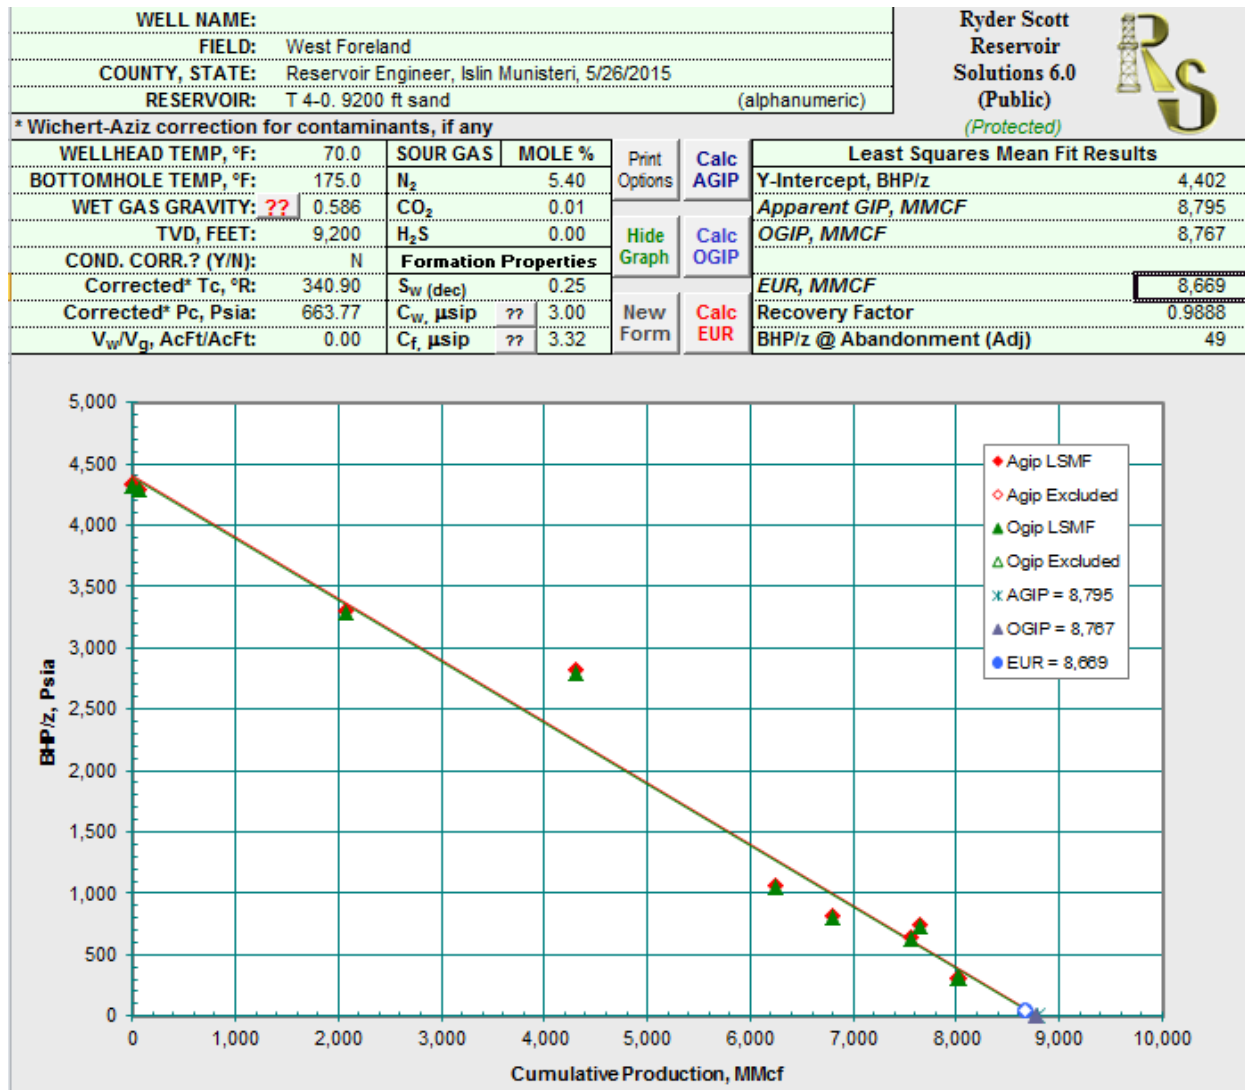 WELL NAME:
FIELD: West Foreland
COUNTY, STATE: Reservoir Engineer, Islin Munisteri, 5/26/2015
RESERVOIR: T 4-0. 9200 ft sand (alphanumeric)
Ryder Scott
Reservoir
Solutions 6.0
(Public)
(Protected)
RS
* Wichert-Aziz correction for contaminants, if any
WELLHEAD TEMP, ºF: 70.0
BOTTOMHOLE TEMP, ºF: 175.0
WET GAS GRAVITY: ?? 0.586
TVD, FEET: 9,200
COND. CORR.? (Y/N): N
Corrected* Tc, ºR: 340.90
Corrected* Pc, Psia: 663.77
Vw/Vg, AcFt/AcFt: 0.00
SOUR GAS MOLE %
N2 5.40
CO2 0.01
H2S 0.00
Formation Properties
Sw (dec) 0.25
Cw, µsip ?? 3.00
Cf, µsip ?? 3.32
Print
Options
Calc
AGIP
Hide
Graph
Calc
OGIP
New
Form
Calc
EUR
Least Squares Mean Fit Results
Y-Intercept, BHP/z 4,402
Apparent GIP, MMCF 8,795
OGIP, MMCF 8,767
EUR, MMCF 8,669
Recovery Factor 0.9888
BHP/z @ Abandonment (Adj) 49
5,000
4,500
4,000
3,500
3,000
2,500
2,000
1,500
1,000
500
0
BHP/z, Psia
Agip LSMF
Agip Excluded
Ogip LSMF
Ogip Excluded
AGIP = 8,795
OGIP = 8,767
EUR = 8,669
0 1,000 2,000 3,000 4,000 5,000 6,000 7,000 8,000 9,000 10,000
Cumulative Production, MMcf